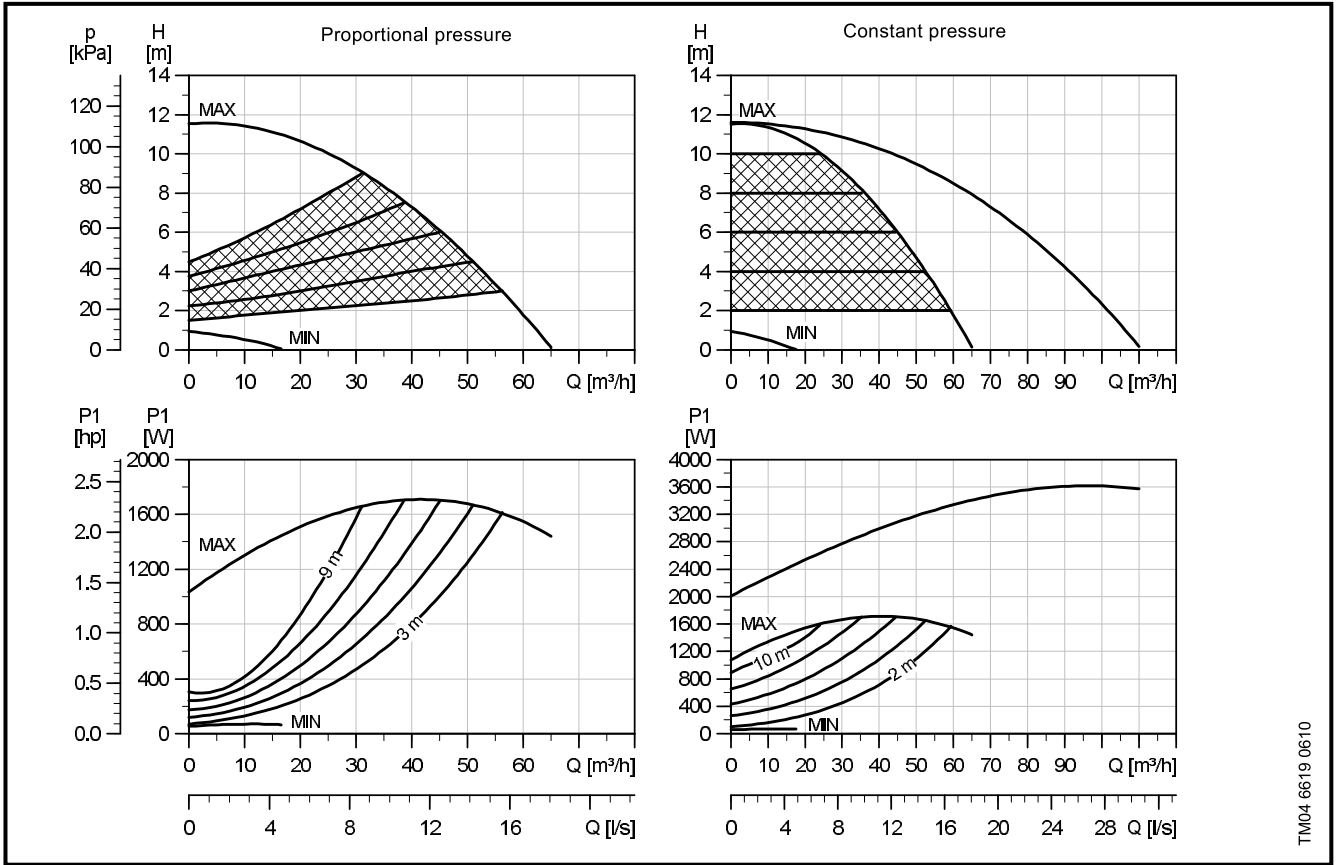 Proportional pressure
p
[kPa]
H
[m]
120
100
80
60
40
20
0
14
12
10
8
6
4
2
0
MAX
MIN
0 10 20 30 40 50 60 Q [m³/h]
Constant pressure
H
[m]
14
12
10
8
6
4
2
0
MAX
MIN
0 10 20 30 40 50 60 70 80 90 Q [m³/h]
P1
[hp]
P1
[W]
2.5
2.0
1.5
1.0
0.5
0.0
2000
1600
1200
800
400
0
MAX
9 m
3 m
MIN
0 10 20 30 40 50 60 Q [m³/h]
0 4 8 12 16 Q [l/s]
P1
[W]
4000
3600
3200
2800
2400
2000
1600
1200
800
400
0
MAX
10 m
2 m
MIN
0 10 20 30 40 50 60 70 80 90 Q [m³/h]
0 4 8 12 16 20 24 28 Q [l/s]
TM04 6619 0610